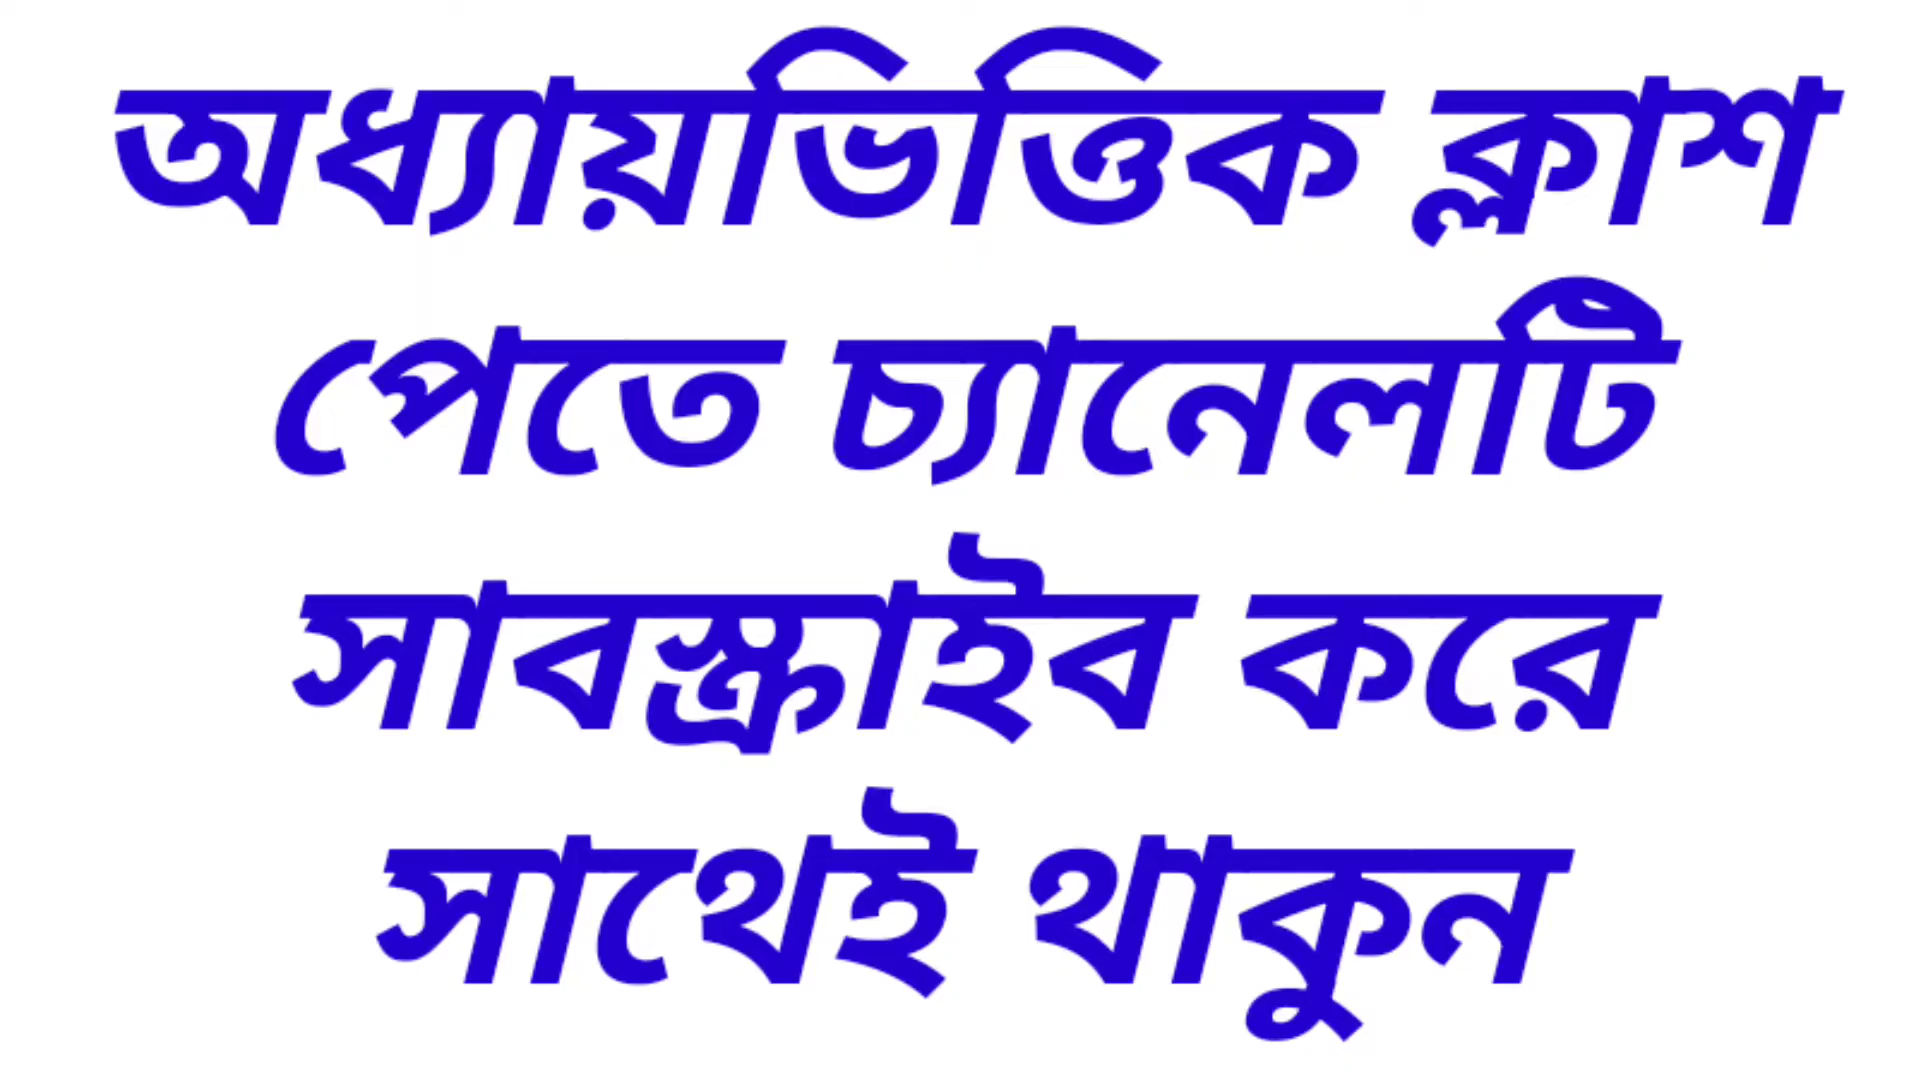 অধ্যায়ভিত্তিক ক্লাশ
পেতে চ্যানেলটি
সাবস্ক্রাইব করে
সাথেই থাকুন